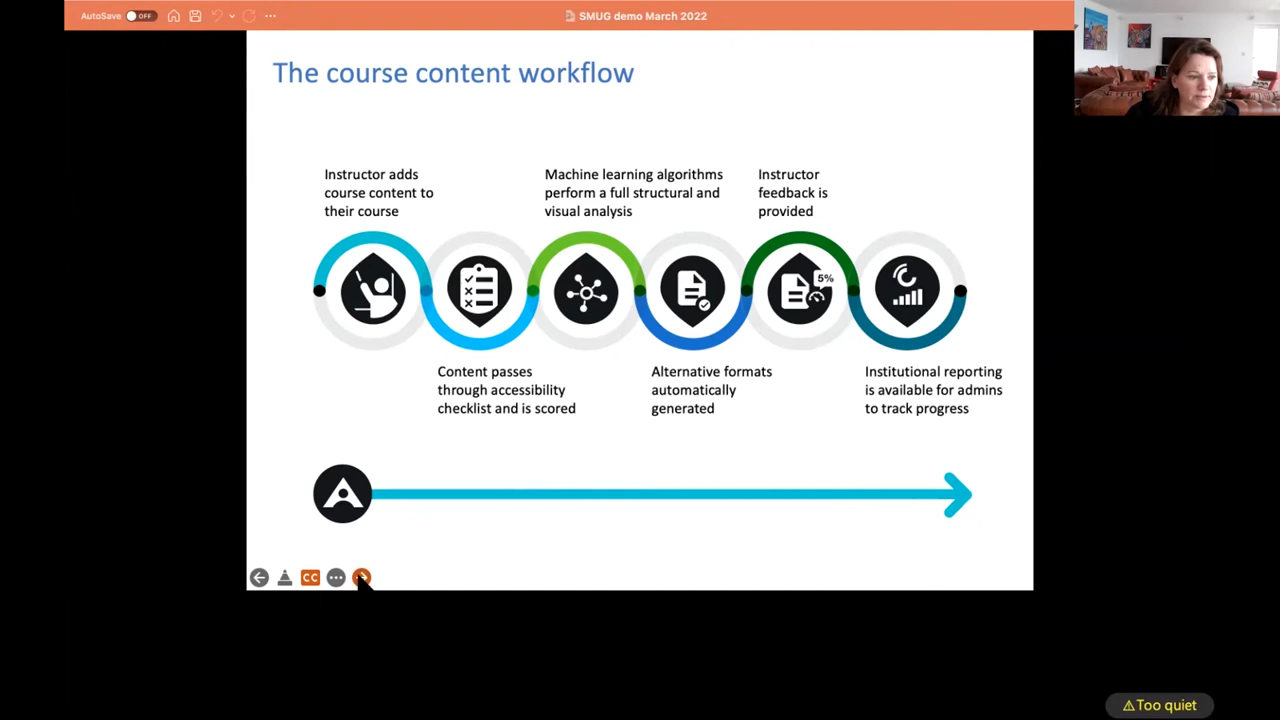 AutoSave OFF
SMUG demo March 2022
The course content workflow
Instructor adds
course content to
their course
Machine learning algorithms
perform a full structural and
visual analysis
Instructor
feedback is
provided
5%
Content passes
through accessibility
checklist and is scored
Alternative formats
automatically
generated
Institutional reporting
is available for admins
to track progress
CC
Too quiet